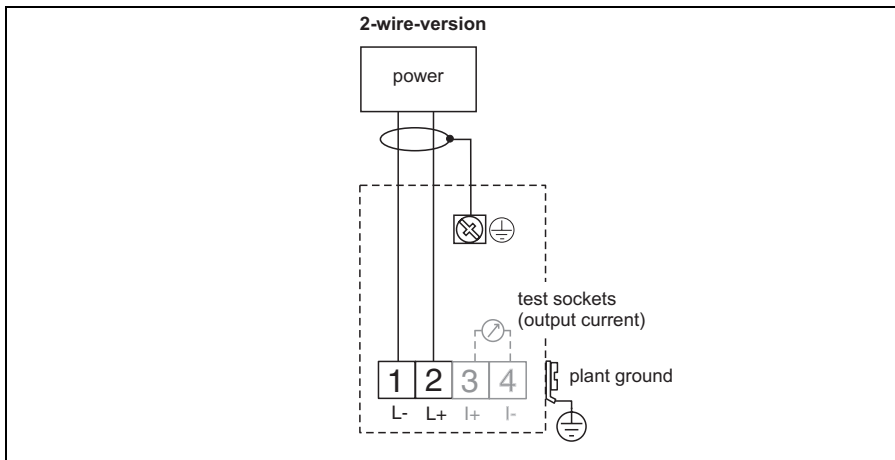 2-wire-version
power
test sockets
(output current)
1 2 3 4
plant ground
L- L+ I+ I-